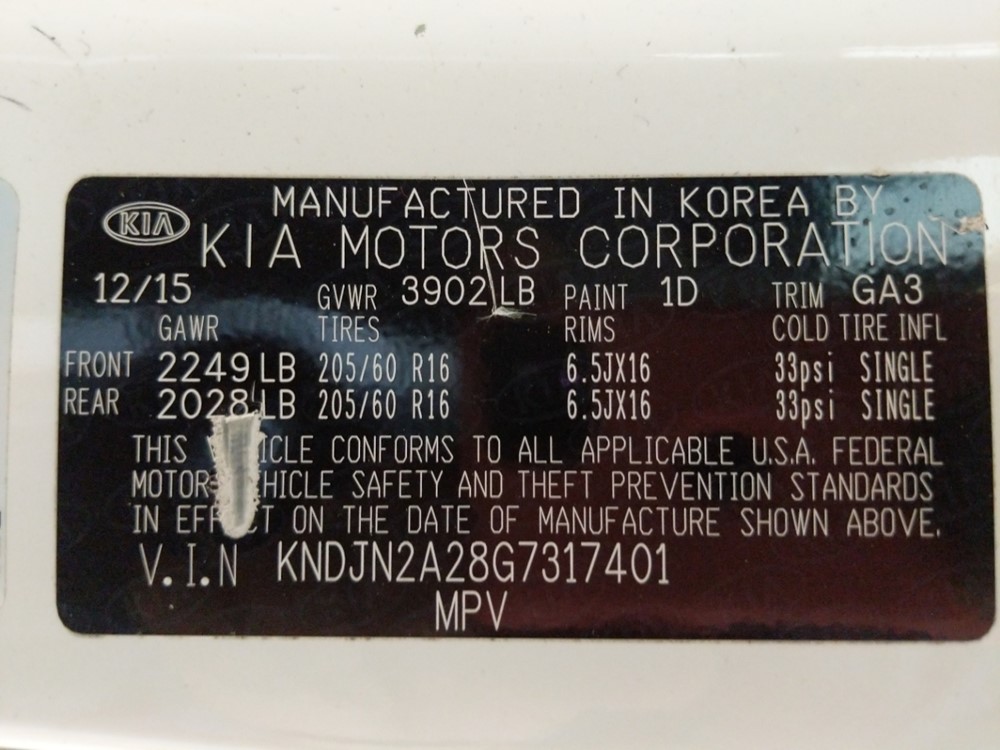 KIA
MANUFACTURED IN KOREA BY
KIA MOTORS CORPORATION
12/15 GVWR 3902 LB PAINT 1D TRIM GA3
GAWR TIRES RIMS COLD TIRE INFL
FRONT 2249 LB 205/60 R16 6.5JX16 33psi SINGLE
REAR 2028 LB 205/60 R16 6.5JX16 33psi SINGLE
THIS ICLE CONFORMS TO ALL APPLICABLE U.S.A. FEDERAL
MOTOR HICLE SAFETY AND THEFT PREVENTION STANDARDS
IN EFFECT ON THE DATE OF MANUFACTURE SHOWN ABOVE.
V.I.N KNDJN2A28G7317401
MPV